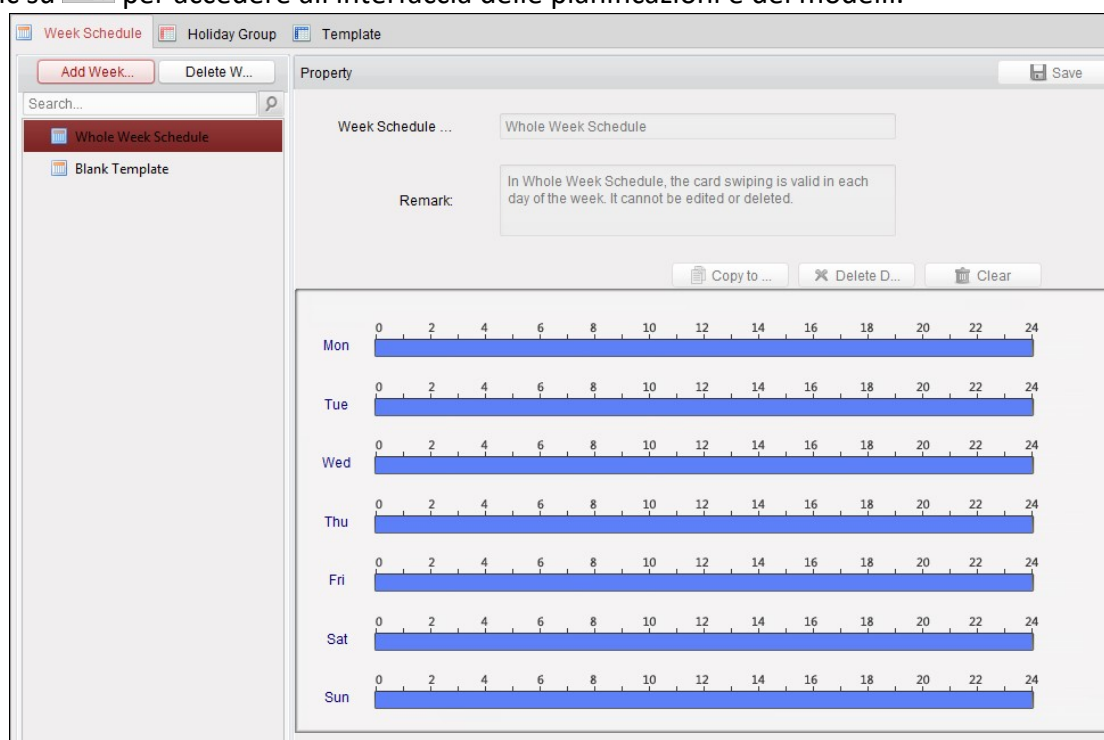 su per accedere all'interfaccia delle pianificazioni e dei modelli.
Week Schedule Holiday Group Template
Add Week... Delete W... Property Save
Search...
Whole Week Schedule
Blank Template
Week Schedule ... Whole Week Schedule
Remark: In Whole Week Schedule, the card swiping is valid in each
day of the week. It cannot be edited or deleted.
Copy to ... Delete D... Clear
0 2 4 6 8 10 12 14 16 18 20 22 24
Mon
0 2 4 6 8 10 12 14 16 18 20 22 24
Tue
0 2 4 6 8 10 12 14 16 18 20 22 24
Wed
0 2 4 6 8 10 12 14 16 18 20 22 24
Thu
0 2 4 6 8 10 12 14 16 18 20 22 24
Fri
0 2 4 6 8 10 12 14 16 18 20 22 24
Sat
0 2 4 6 8 10 12 14 16 18 20 22 24
Sun